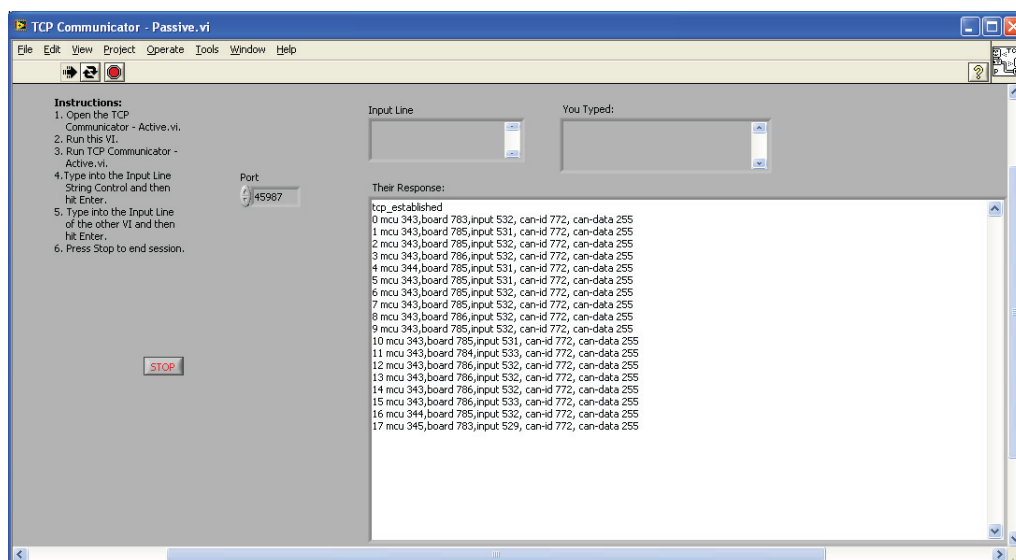 TCP Communicator - Passive.vi
File Edit View Project Operate Tools Window Help
Instructions:
1. Open the TCP
Communicator - Active.vi.
2. Run this VI.
3. Run TCP Communicator -
Active.vi.
4.Type into the Input Line
String Control and then
hit Enter.
5. Type into the Input Line
of the other VI and then
hit Enter.
6. Press Stop to end session.
Port
45987
STOP
Input Line
You Typed:
Their Response:
tcp_established
0 mcu 343,board 783,input 532, can-id 772, can-data 255
1 mcu 343,board 785,input 531, can-id 772, can-data 255
2 mcu 343,board 785,input 532, can-id 772, can-data 255
3 mcu 343,board 786,input 532, can-id 772, can-data 255
4 mcu 344,board 785,input 531, can-id 772, can-data 255
5 mcu 343,board 785,input 531, can-id 772, can-data 255
6 mcu 343,board 785,input 532, can-id 772, can-data 255
7 mcu 343,board 785,input 532, can-id 772, can-data 255
8 mcu 343,board 786,input 532, can-id 772, can-data 255
9 mcu 343,board 785,input 532, can-id 772, can-data 255
10 mcu 343,board 785,input 531, can-id 772, can-data 255
11 mcu 343,board 784,input 533, can-id 772, can-data 255
12 mcu 343,board 786,input 532, can-id 772, can-data 255
13 mcu 343,board 786,input 532, can-id 772, can-data 255
14 mcu 343,board 786,input 532, can-id 772, can-data 255
15 mcu 343,board 786,input 533, can-id 772, can-data 255
16 mcu 344,board 785,input 532, can-id 772, can-data 255
17 mcu 345,board 783,input 529, can-id 772, can-data 255